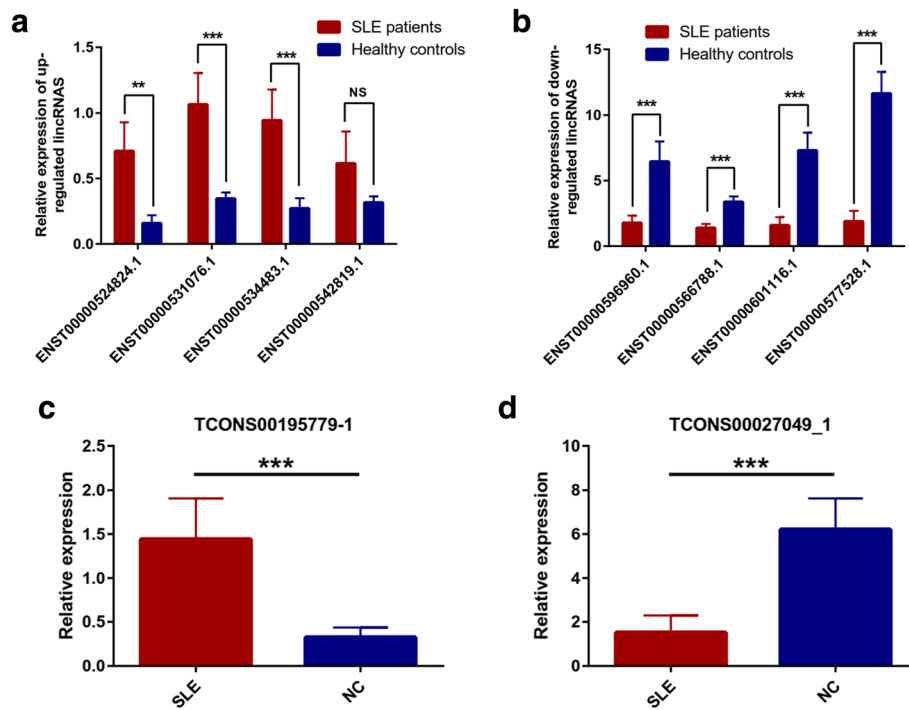 a
SLE patients
Healthy controls
Relative expression of up-
regulated lincRNAS
1.5
1.0
0.5
0.0
**
***
***
NS
ENST00000524824.1
ENST00000531076.1
ENST00000534483.1
ENST00000542819.1
b
SLE patients
Healthy controls
Relative expression of down-
regulated lincRNAS
15
10
5
0
***
***
***
***
ENST00000596960.1
ENST00000566788.1
ENST00000601116.1
ENST00000577528.1
c
TCONS00195779-1
Relative expression
2.5
2.0
1.5
1.0
0.5
0.0
***
SLE
NC
d
TCONS00027049_1
Relative expression
10
8
6
4
2
0
***
SLE
NC